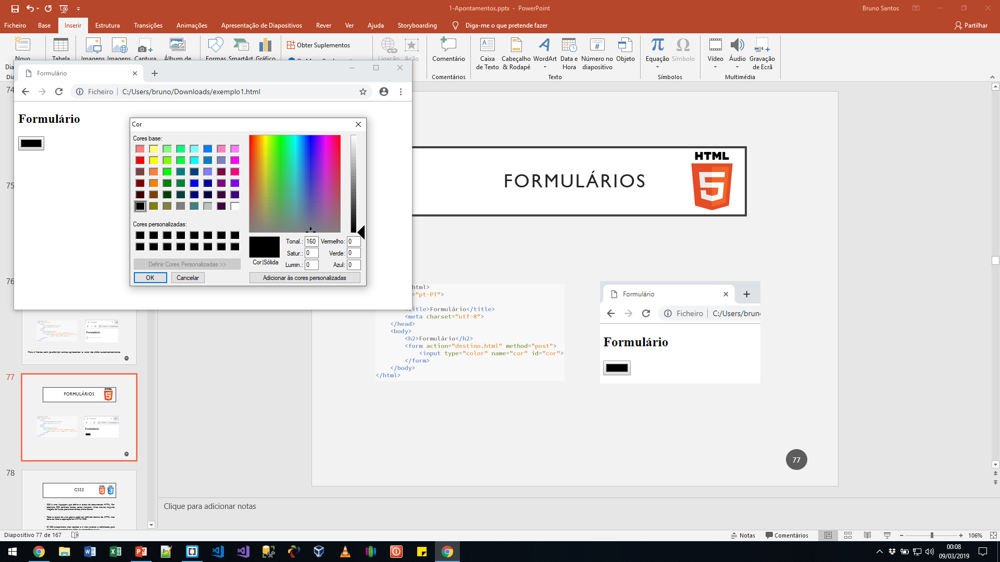 1-Apontamentos.pptx - PowerPoint
Bruno Santos
Ficheiro
Base
Inserir
Estrutura
Transições
Animações
Apresentação de Diapositivos
Rever
Ver
Ajuda
Storyboarding
Diga-me o que pretende fazer
Partilhar
Novo
Tabela
Imagens
Imagens
Captura
Álbum de
Formas
SmartArt
Gráfico
Obter Suplementos
Ligação
Ação
Comentário
Caixa de Texto
Cabeçalho & Rodapé
WordArt
Data e Hora
Número no diapositivo
Objeto
Equação
Símbolo
Vídeo
Áudio
Gravação de Ecrã
Comentários
Texto
Símbolos
Multimédia
Formulário
Ficheiro
C:/Users/bruno/Downloads/exemplo1.html
Formulário
Cor
Cores base:
Cores personalizadas:
Definir Cores Personalizadas >>
OK
Cancelar
Cor|Sólida
Tonal.: 160
Vermelho: 0
Satur.: 0
Verde: 0
Lumin.: 0
Azul: 0
Adicionar às cores personalizadas
74
75
76
77
78
FORMULÁRIOS
HTML
5
html>
="pt-PT">
<title>Formulário</title>
<meta charset="utf-8">
</head>
<body>
<h2>Formulário</h2>
<form action="destino.html" method="post">
<input type="color" name="cor" id="cor">
</form>
</body>
</html>
Formulário
Ficheiro
C:/Users/brun
Formulário
77
FORMULÁRIOS
HTML
5
Formulário
Formulário
CSS3
Clique para adicionar notas
Diapositivo 77 de 167
Notas
Comentários
106%
00:08
09/03/2019